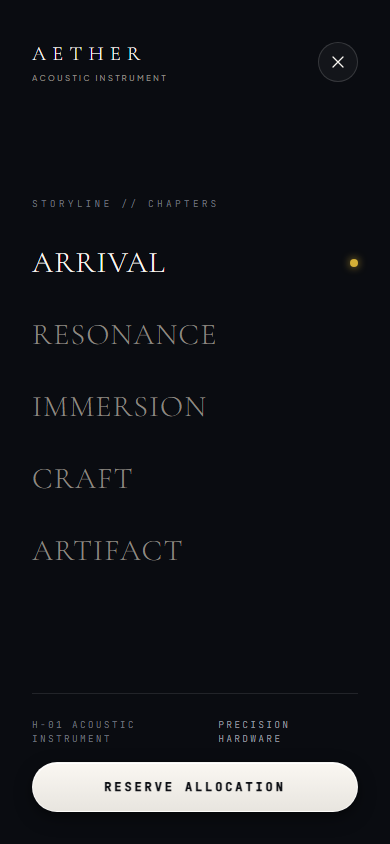 AETHER
ACOUSTIC INSTRUMENT
STORYLINE // CHAPTERS
ARRIVAL
RESONANCE
IMMERSION
CRAFT
ARTIFACT
H-01 ACOUSTIC
INSTRUMENT
PRECISION
HARDWARE
RESERVE ALLOCATION